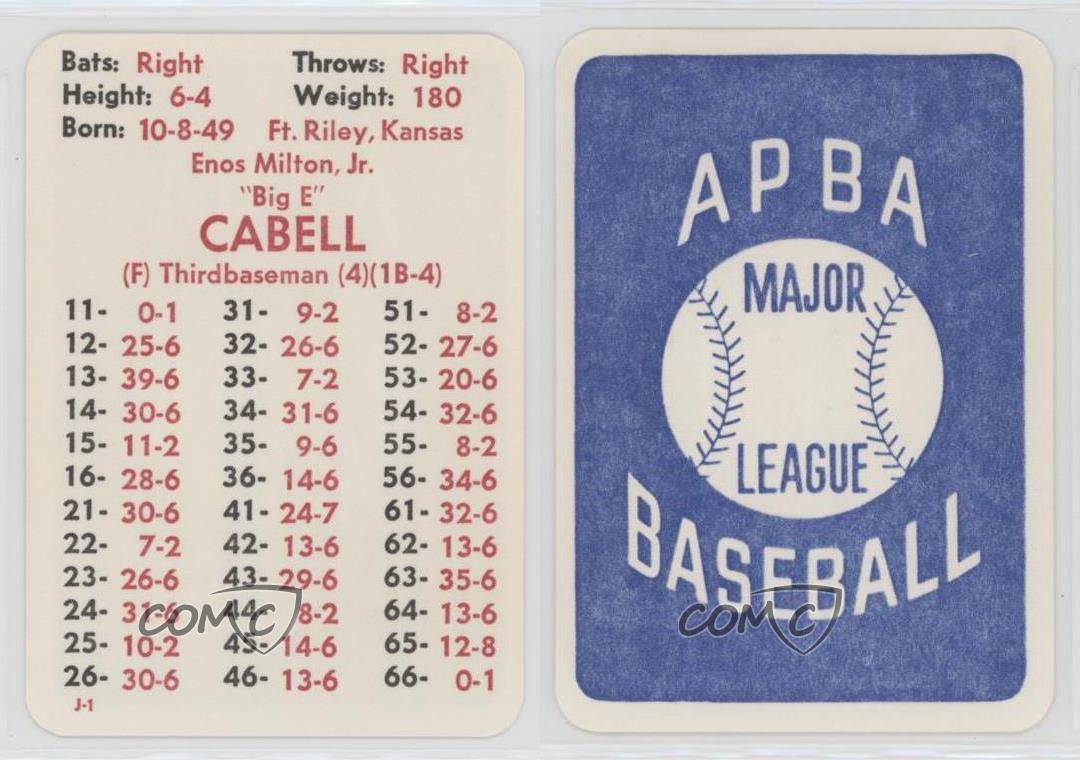 Bats: Right Throws: Right
Height: 6-4 Weight: 180
Born: 10-8-49 Ft. Riley, Kansas
Enos Milton, Jr.
"Big E"
CABELL
(F) Thirdbaseman (4)(1B-4)
11- 0-1 31- 9-2 51- 8-2
12- 25-6 32- 26-6 52- 27-6
13- 39-6 33- 7-2 53- 20-6
14- 30-6 34- 31-6 54- 32-6
15- 11-2 35- 9-6 55- 8-2
16- 28-6 36- 14-6 56- 34-6
21- 30-6 41- 24-7 61- 32-6
22- 7-2 42- 13-6 62- 13-6
23- 26-6 43- 29-6 63- 35-6
24- 31-6 44- 8-2 64- 13-6
25- 10-2 45- 14-6 65- 12-8
26- 30-6 46- 13-6 66- 0-1
J-1
COMC
APBA
MAJOR
LEAGUE
BASEBALL
COMC